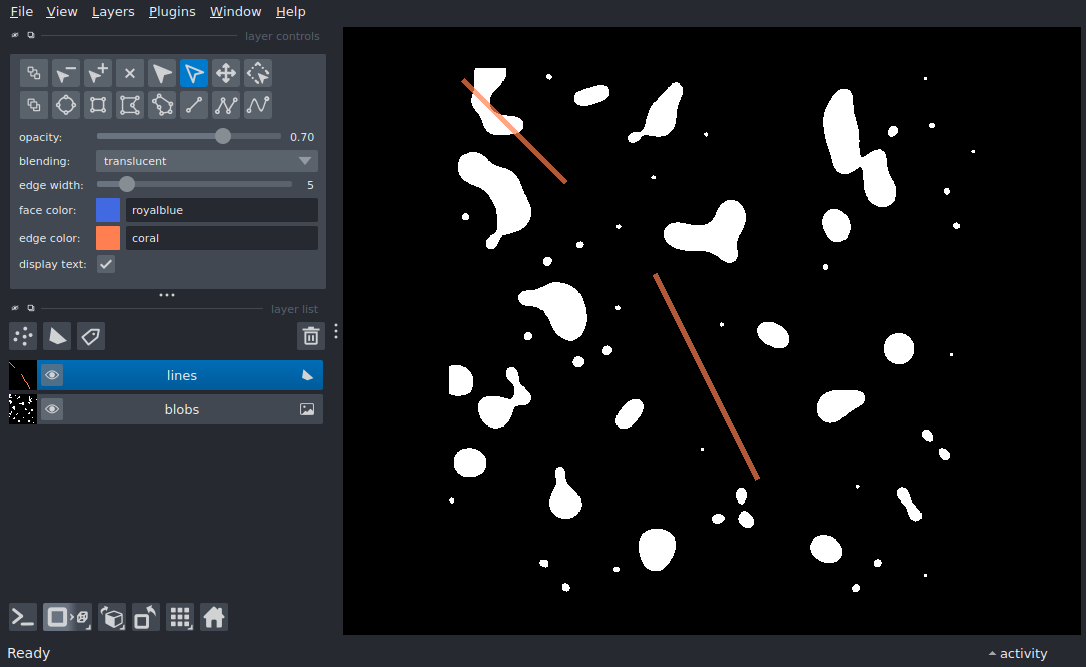 File View Layers Plugins Window Help
layer controls
opacity: 0.70
blending: translucent
edge width: 5
face color: royalblue
edge color: coral
display text:
layer list
lines
blobs
Ready activity